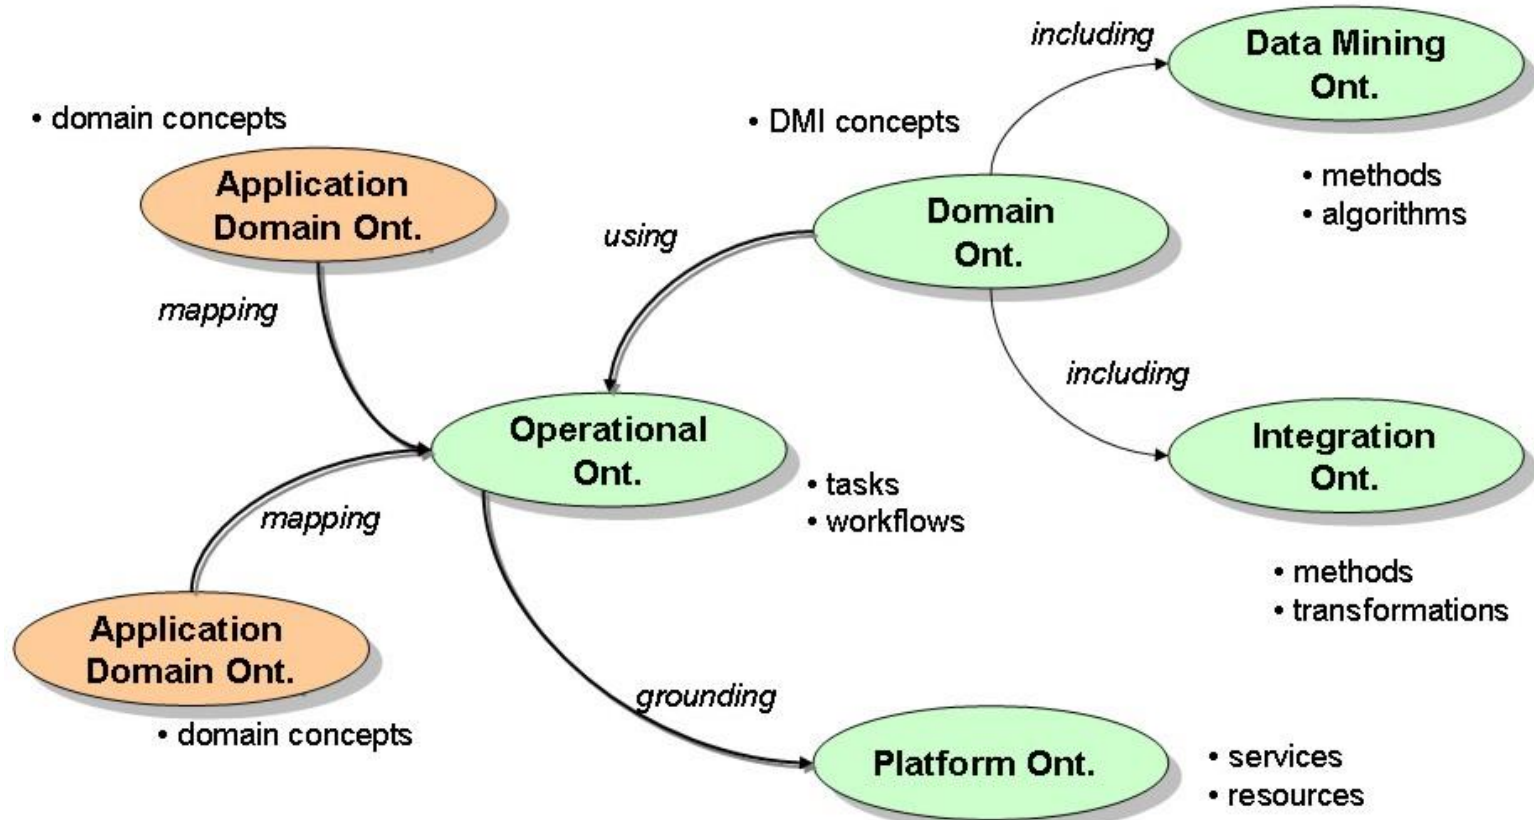 including
Data Mining
Ont.
• domain concepts
• DMI concepts
Application
Domain Ont.
• methods
• algorithms
Domain
Ont.
using
mapping
including
Operational
Ont.
Integration
Ont.
• tasks
• workflows
mapping
• methods
• transformations
Application
Domain Ont.
grounding
• domain concepts
Platform Ont.
• services
• resources